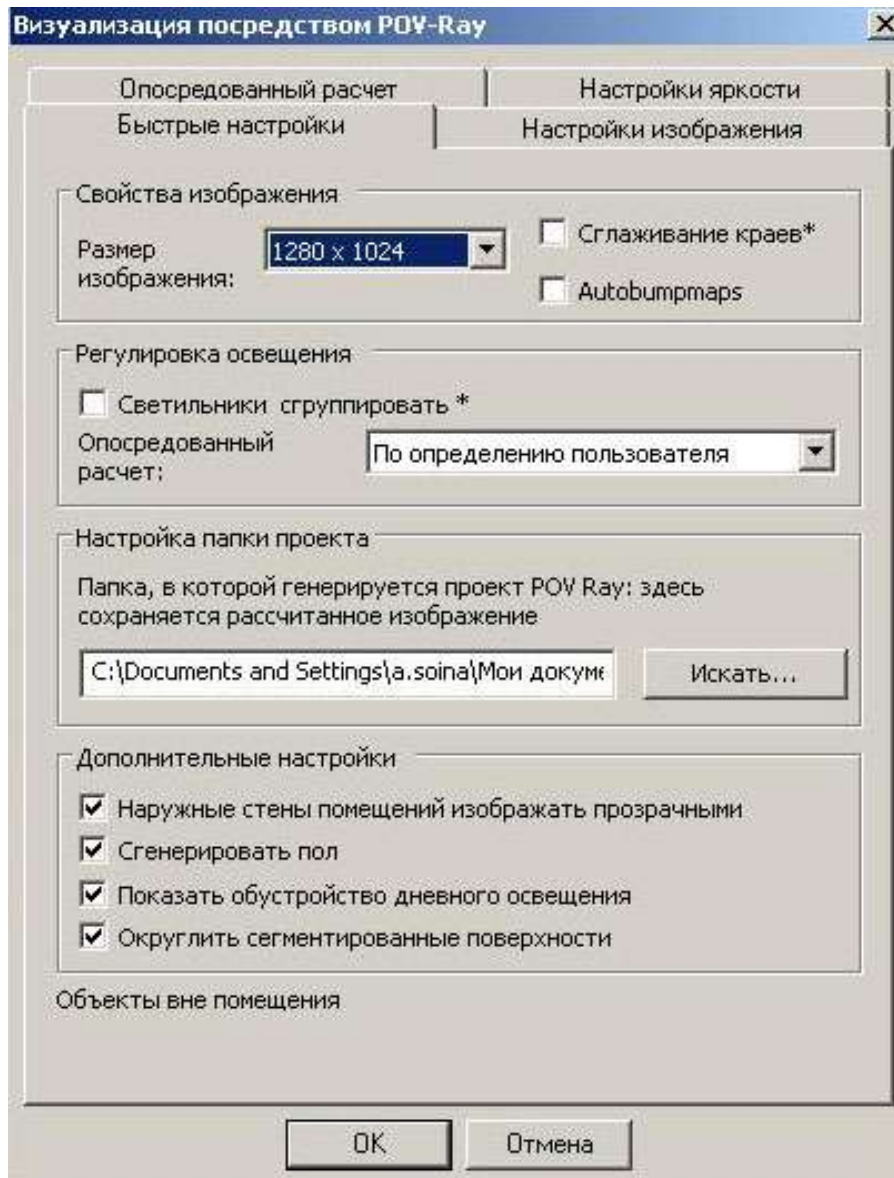 Визуализация посредством POV-Ray
Опосредованный расчет
Настройки яркости
Быстрые настройки
Настройки изображения
Свойства изображения
Размер
изображения:
1280 x 1024
Сглаживание краев*
Autobumpmaps
Регулировка освещения
Светильники сгруппировать *
Опосредованный
расчет:
По определению пользователя
Настройка папки проекта
Папка, в которой генерируется проект POV Ray: здесь
сохраняется рассчитанное изображение
C:\Documents and Settings\a.soina\Мои докуме
Искать...
Дополнительные настройки
Наружные стены помещений изображать прозрачными
Сгенерировать пол
Показать обустройство дневного освещения
Округлить сегментированные поверхности
Объекты вне помещения
OK
Отмена